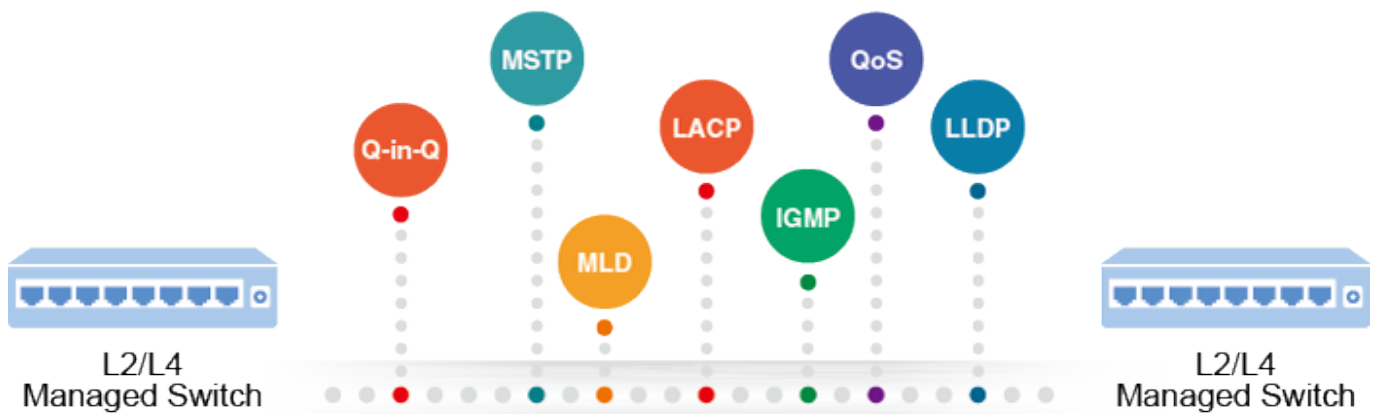 MSTP
QoS
LACP
LLDP
Q-in-Q
IGMP
MLD
L2/L4
Managed Switch
L2/L4
Managed Switch